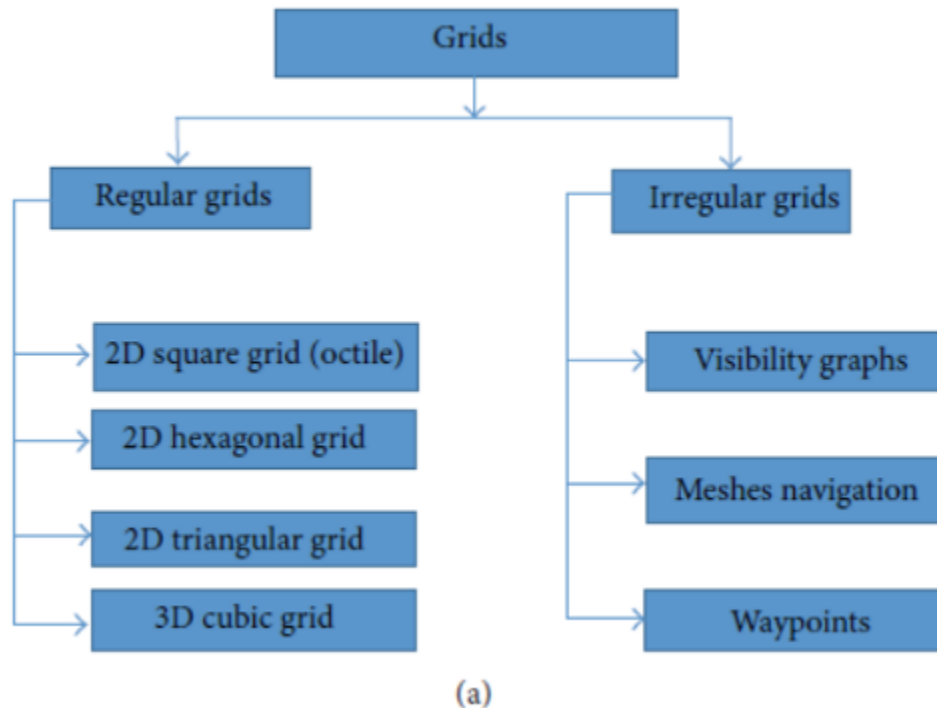 Grids
Regular grids
Irregular grids
2D square grid (octile)
2D hexagonal grid
2D triangular grid
3D cubic grid
Visibility graphs
Meshes navigation
Waypoints
(a)